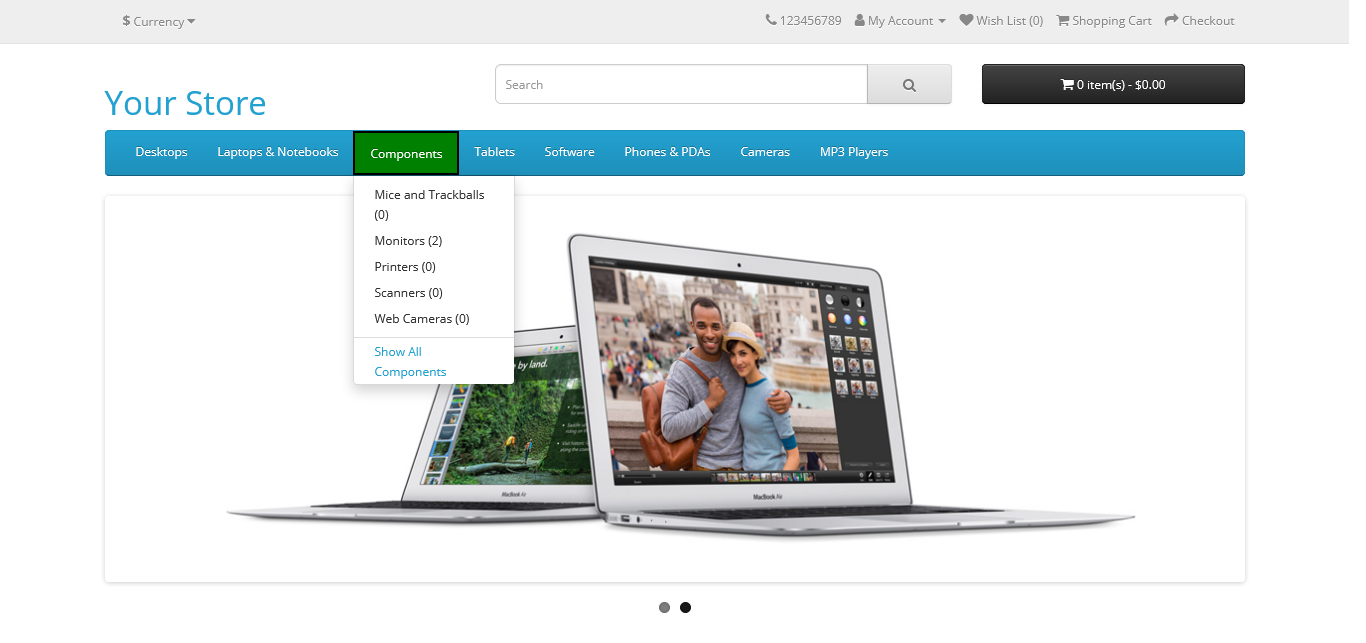 $ Currency
123456789 My Account Wish List (0) Shopping Cart Checkout
Your Store
Search
0 item(s) - $0.00
Desktops Laptops & Notebooks Components Tablets Software Phones & PDAs Cameras MP3 Players
Mice and Trackballs
(0)
Monitors (2)
Printers (0)
Scanners (0)
Web Cameras (0)
Show All
Components
by land.
MacBook Air
MacBook Air